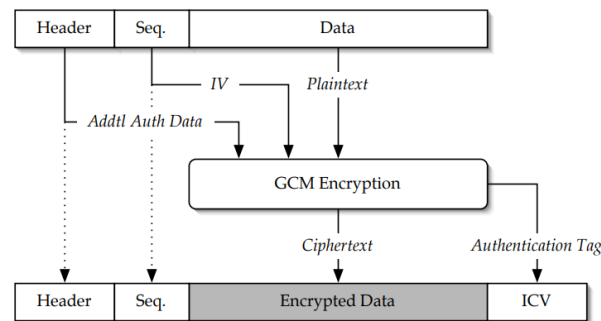 Header Seq. Data
IV Plaintext
Addtl Auth Data
GCM Encryption
Ciphertext Authentication Tag
Header Seq. Encrypted Data ICV